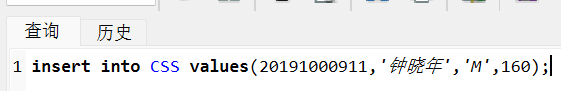 查询 历史
1 insert into CSS values(20191000911,'钟晓年','M',160);